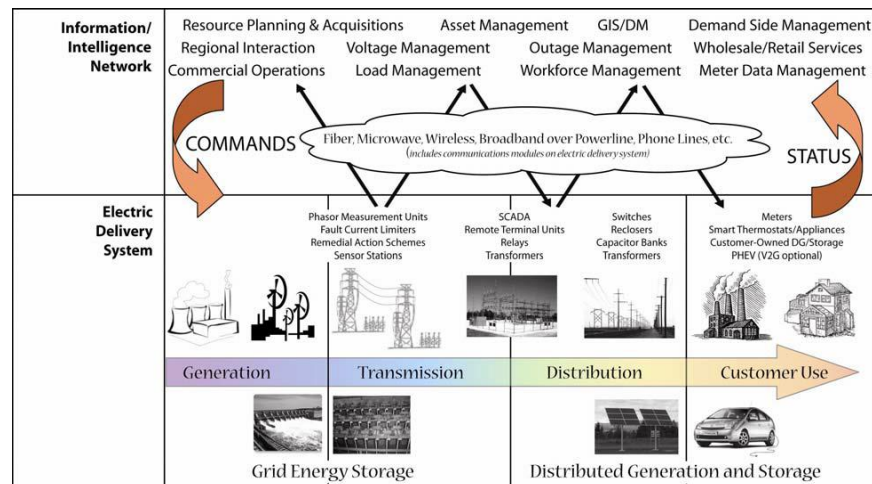 Information/
Intelligence
Network
Resource Planning & Acquisitions Asset Management GIS/DM Demand Side Management
Regional Interaction Voltage Management Outage Management Wholesale/Retail Services
Commercial Operations Load Management Workforce Management Meter Data Management
COMMANDS
Fiber, Microwave, Wireless, Broadband over Powerline, Phone Lines, etc.
(includes communications modules on electric delivery system)
STATUS
Electric
Delivery
System
Phasor Measurement Units
Fault Current Limiters
Remedial Action Schemes
Sensor Stations
SCADA
Remote Terminal Units
Relays
Transformers
Switches
Reclosers
Capacitor Banks
Transformers
Meters
Smart Thermostats/Appliances
Customer-Owned DG/Storage
PHEV (V2G optional)
Generation Transmission Distribution Customer Use
Grid Energy Storage Distributed Generation and Storage